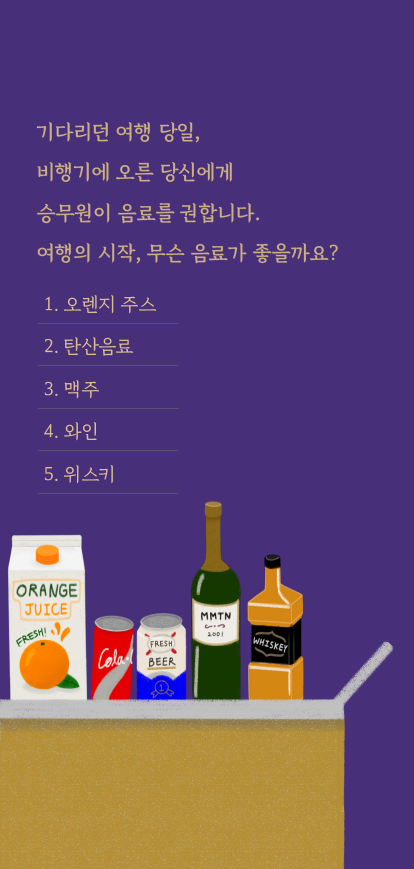 기다리던 여행 당일,
비행기에 오른 당신에게
승무원이 음료를 권합니다.
여행의 시작, 무슨 음료가 좋을까요?
1. 오렌지 주스
2. 탄산음료
3. 맥주
4. 와인
5. 위스키
ORANGE
JUICE
FRESH!
Cola
FRESH
BEER
1
MMTN
2001
WHISKEY